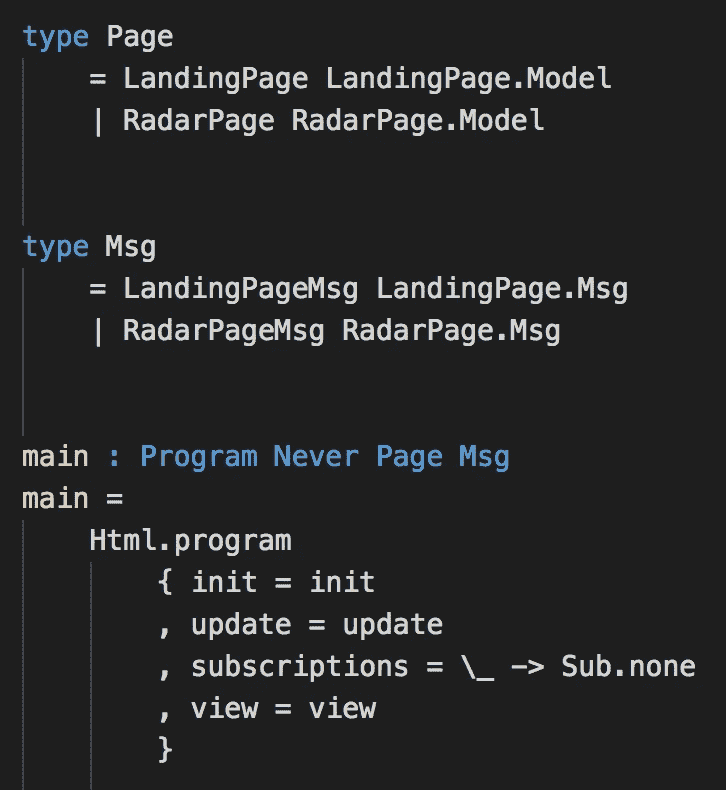 type Page
    = LandingPage LandingPage.Model
    | RadarPage RadarPage.Model
type Msg
    = LandingPageMsg LandingPage.Msg
    | RadarPageMsg RadarPage.Msg
main : Program Never Page Msg
main =
    Html.program
        { init = init
        , update = update
        , subscriptions = \_ -> Sub.none
        , view = view
        }